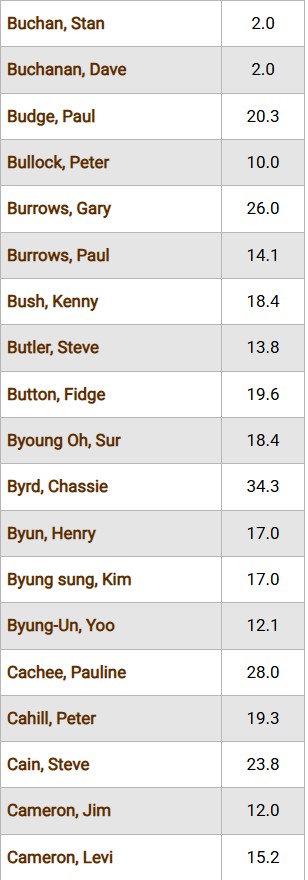 Buchan, Stan 2.0
Buchanan, Dave 2.0
Budge, Paul 20.3
Bullock, Peter 10.0
Burrows, Gary 26.0
Burrows, Paul 14.1
Bush, Kenny 18.4
Butler, Steve 13.8
Button, Fidge 19.6
Byoung Oh, Sur 18.4
Byrd, Chassie 34.3
Byun, Henry 17.0
Byung sung, Kim 17.0
Byung-Un, Yoo 12.1
Cachee, Pauline 28.0
Cahill, Peter 19.3
Cain, Steve 23.8
Cameron, Jim 12.0
Cameron, Levi 15.2